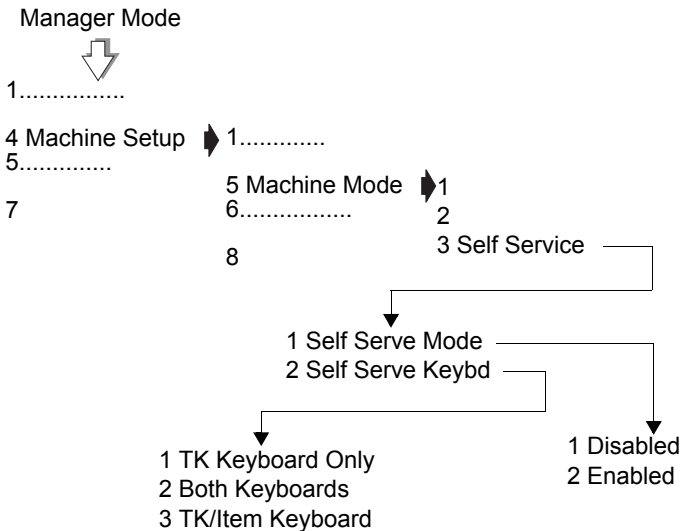 Manager Mode
1................
4 Machine Setup
5..............
7
1.............
5 Machine Mode
6.................
8
1
2
3 Self Service
1 Self Serve Mode
2 Self Serve Keybd
1 TK Keyboard Only
2 Both Keyboards
3 TK/Item Keyboard
1 Disabled
2 Enabled